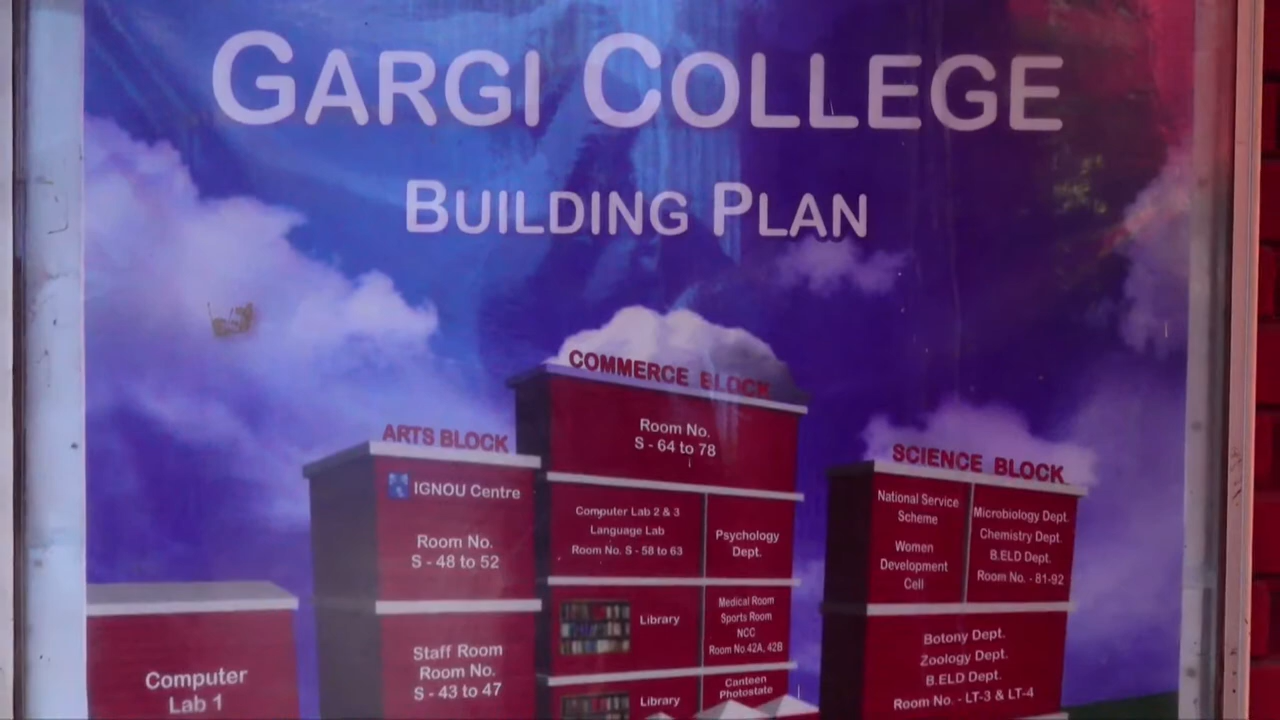 GARGI COLLEGE
BUILDING PLAN
COMMERCE BLOCK
Room No.
S - 64 to 78
Computer Lab 2 & 3
Language Lab
Room No. S - 58 to 63
Psychology
Dept.
Library
Medical Room
Sports Room
NCC
Room No.42A, 42B
Library
Canteen
Photostate
ARTS BLOCK
IGNOU Centre
Room No.
S - 48 to 52
Staff Room
Room No.
S - 43 to 47
SCIENCE BLOCK
National Service
Scheme
Women
Development
Cell
Microbiology Dept.
Chemistry Dept.
B.ELD Dept.
Room No. - 81-92
Botony Dept.
Zoology Dept.
B.ELD Dept.
Room No. - LT-3 & LT-4
Computer
Lab 1